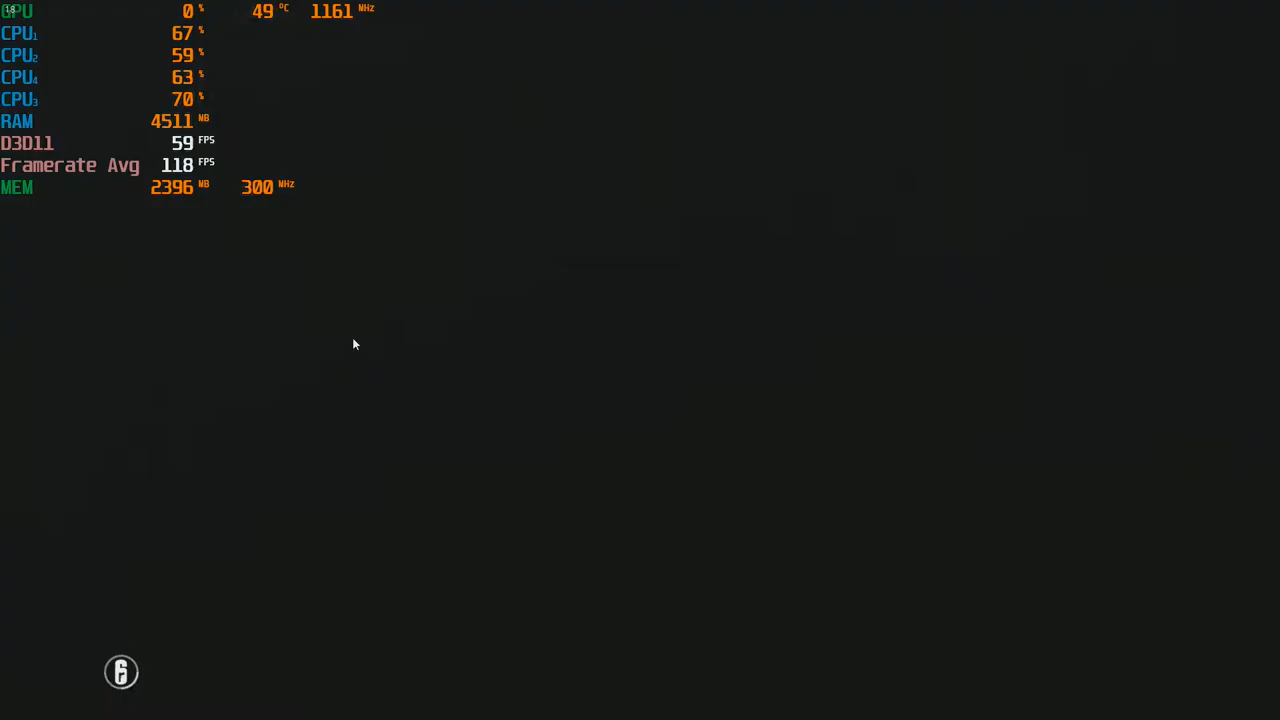 GPU 0 % 49 °C 1161 MHz
CPU1 67 %
CPU2 59 %
CPU4 63 %
CPU3 70 %
RAM 4511 MB
D3D11 59 FPS
Framerate Avg 118 FPS
MEM 2396 MB 300 MHz
6